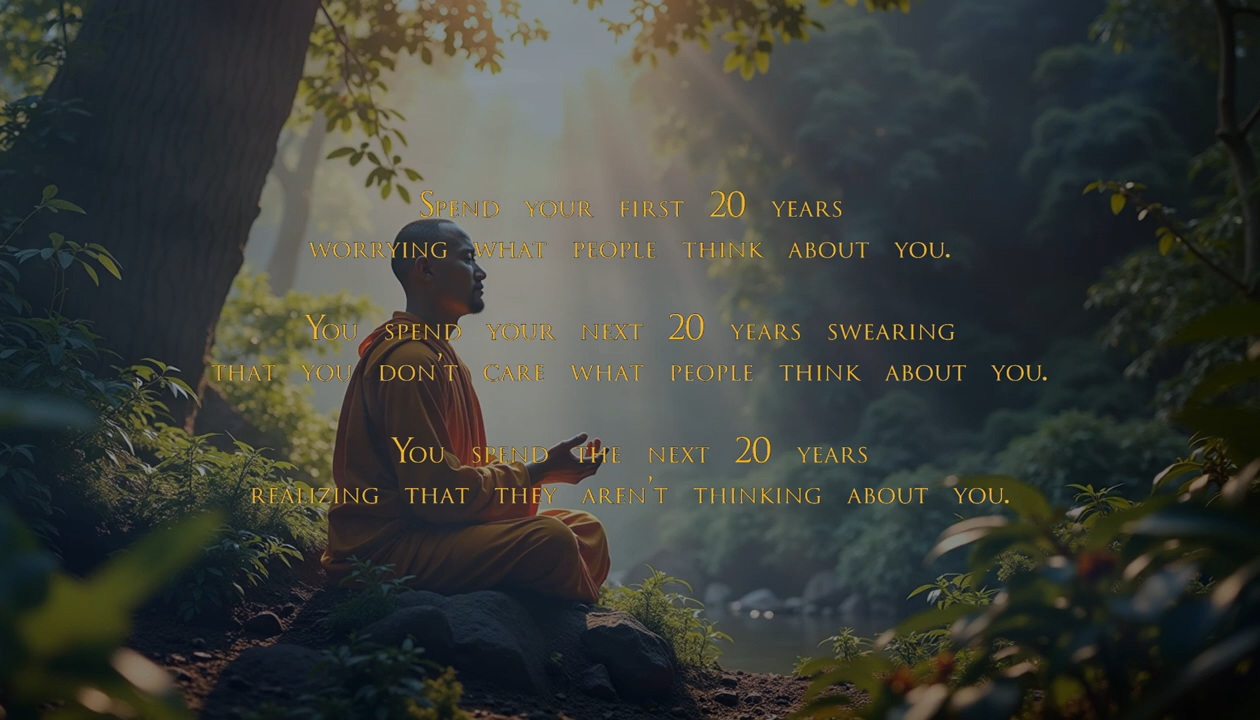 Spend your first 20 years
worrying what people think about you.
You spend your next 20 years swearing
that you don't care what people think about you.
You spend the next 20 years
realizing that they aren't thinking about you.